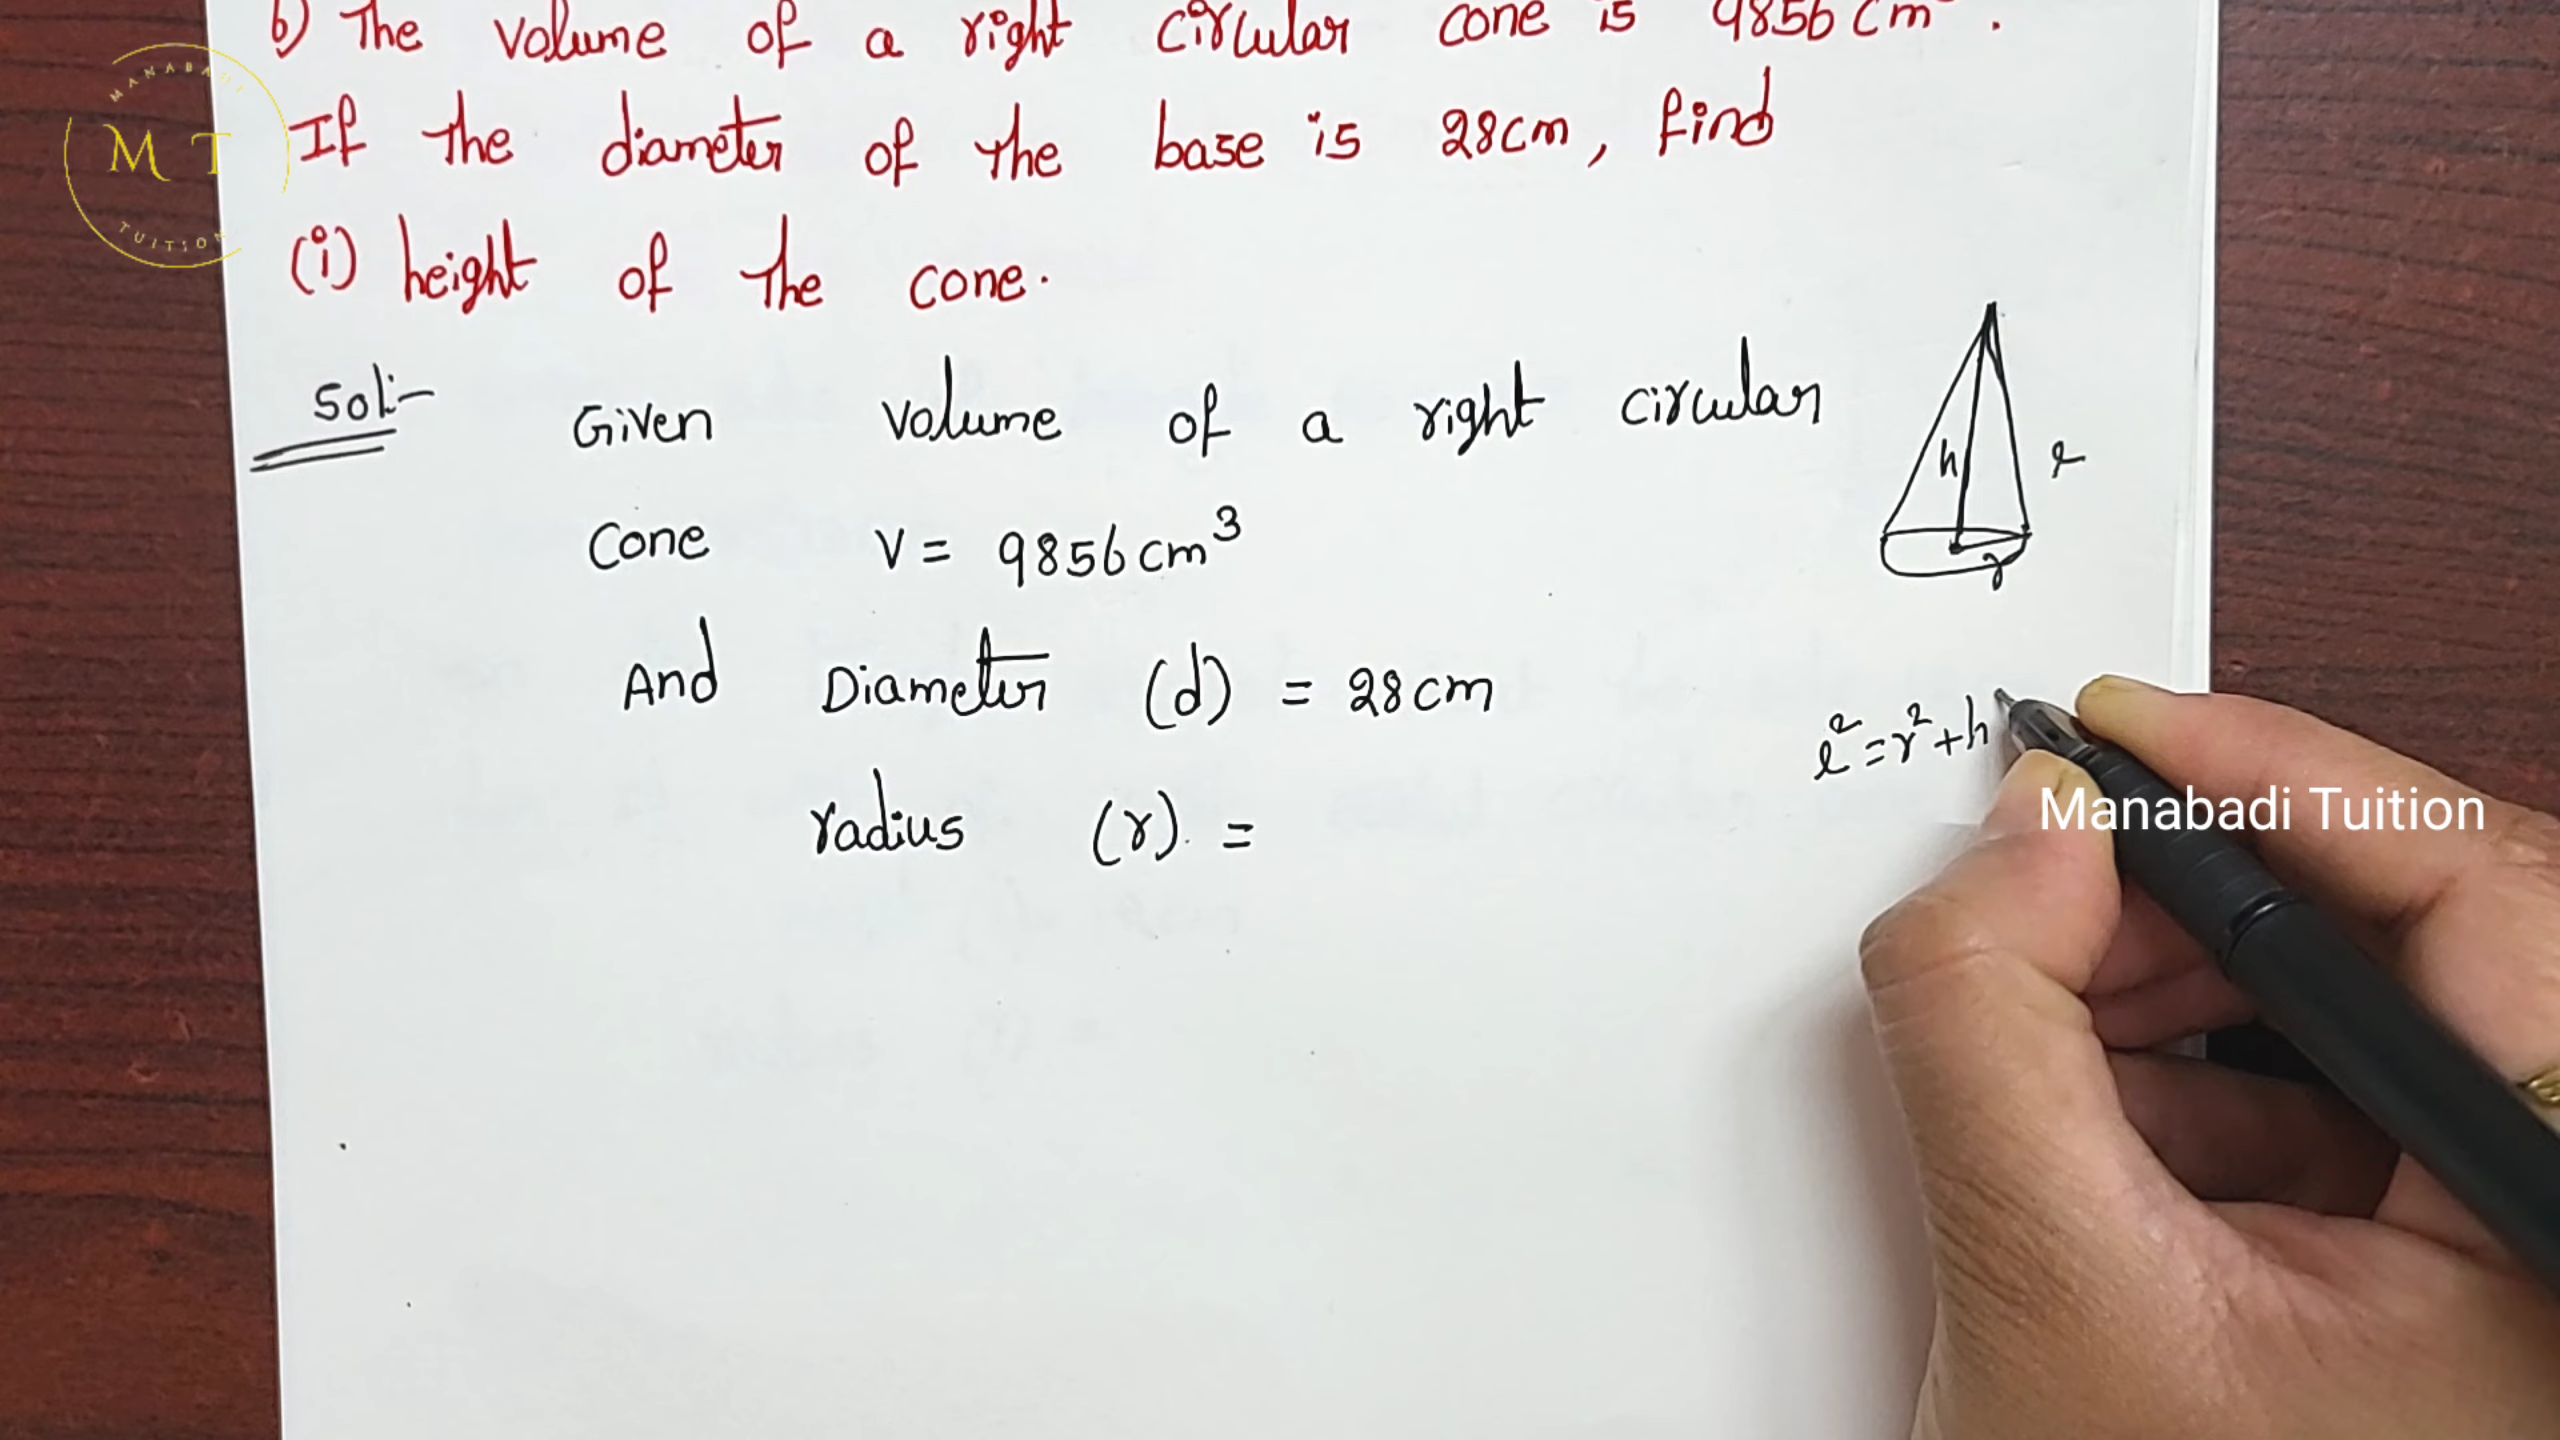 b) The volume of a right circular cone is 9856 cm³.
If the diameter of the base is 28cm, find
(i) height of the cone.
Sol:-
Given volume of a right circular
Cone V = 9856 cm³
And Diameter (d) = 28 cm
radius (r) =
h
l
r
l² = r² + h
MANABADI
M T
TUITION
Manabadi Tuition